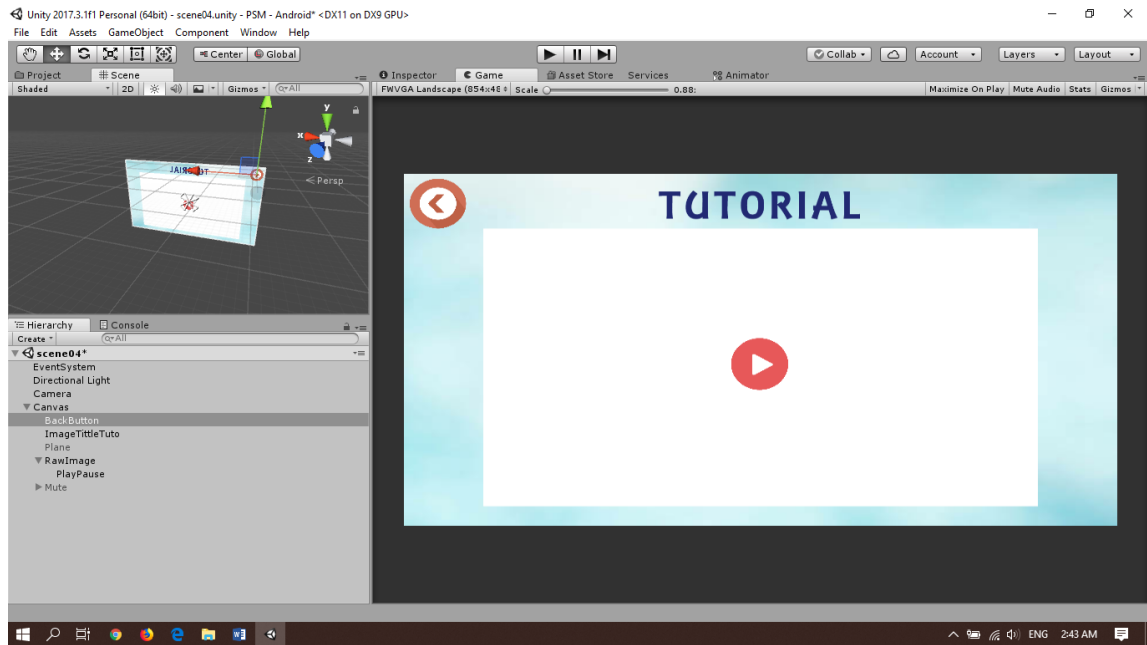 Unity 2017.3.1f1 Personal (64bit) - scene04.unity - PSM - Android* <DX11 on DX9 GPU>
File Edit Assets GameObject Component Window Help
Center Global Collab Account Layers Layout
Project Scene
Shaded 2D Gizmos All
y
x
z
Persp
TUTORIAL
Inspector Game Asset Store Services Animator
FWVGA Landscape (854x48 Scale 0.88: Maximize On Play Mute Audio Stats Gizmos
TUTORIAL
Hierarchy Console
Create All
scene04*
EventSystem
Directional Light
Camera
Canvas
BackButton
ImageTittleTuto
Plane
RawImage
PlayPause
Mute
ENG 2:43 AM